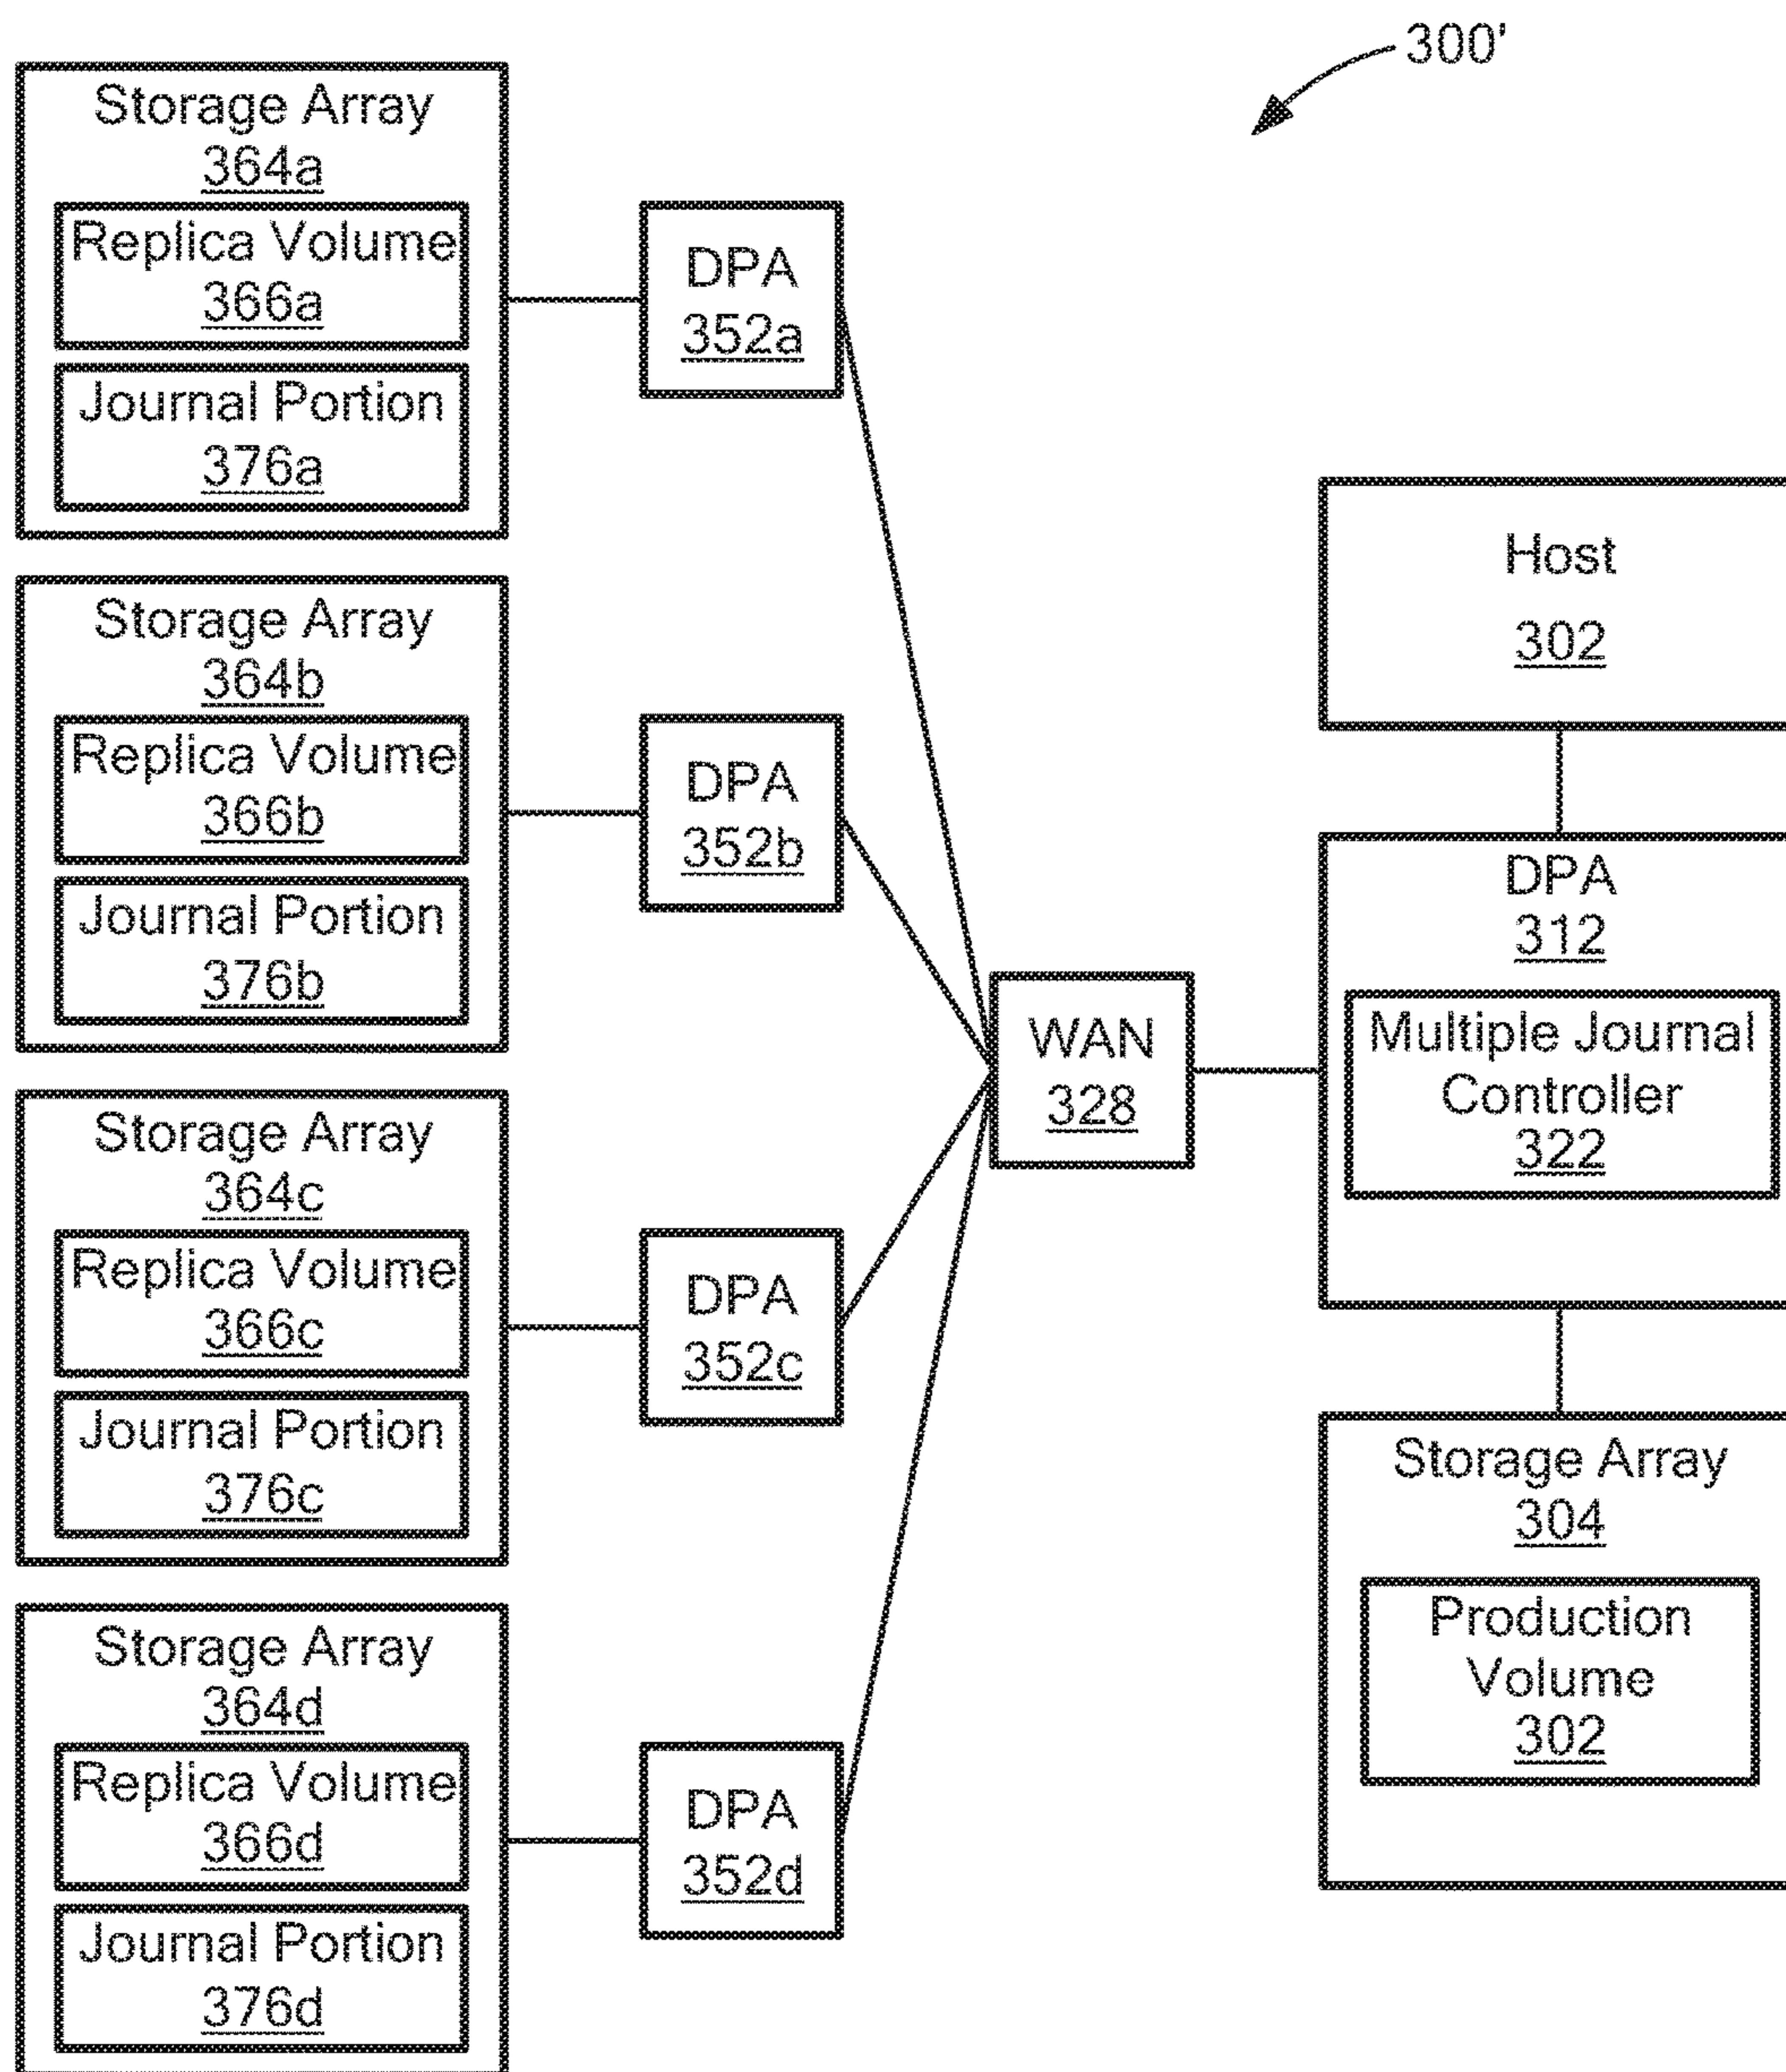 300'
Storage Array
364a
Replica Volume
366a
Journal Portion
376a
DPA
352a
Storage Array
364b
Replica Volume
366b
Journal Portion
376b
DPA
352b
Storage Array
364c
Replica Volume
366c
Journal Portion
376c
DPA
352c
Storage Array
364d
Replica Volume
366d
Journal Portion
376d
DPA
352d
WAN
328
Host
302
DPA
312
Multiple Journal
Controller
322
Storage Array
304
Production
Volume
302